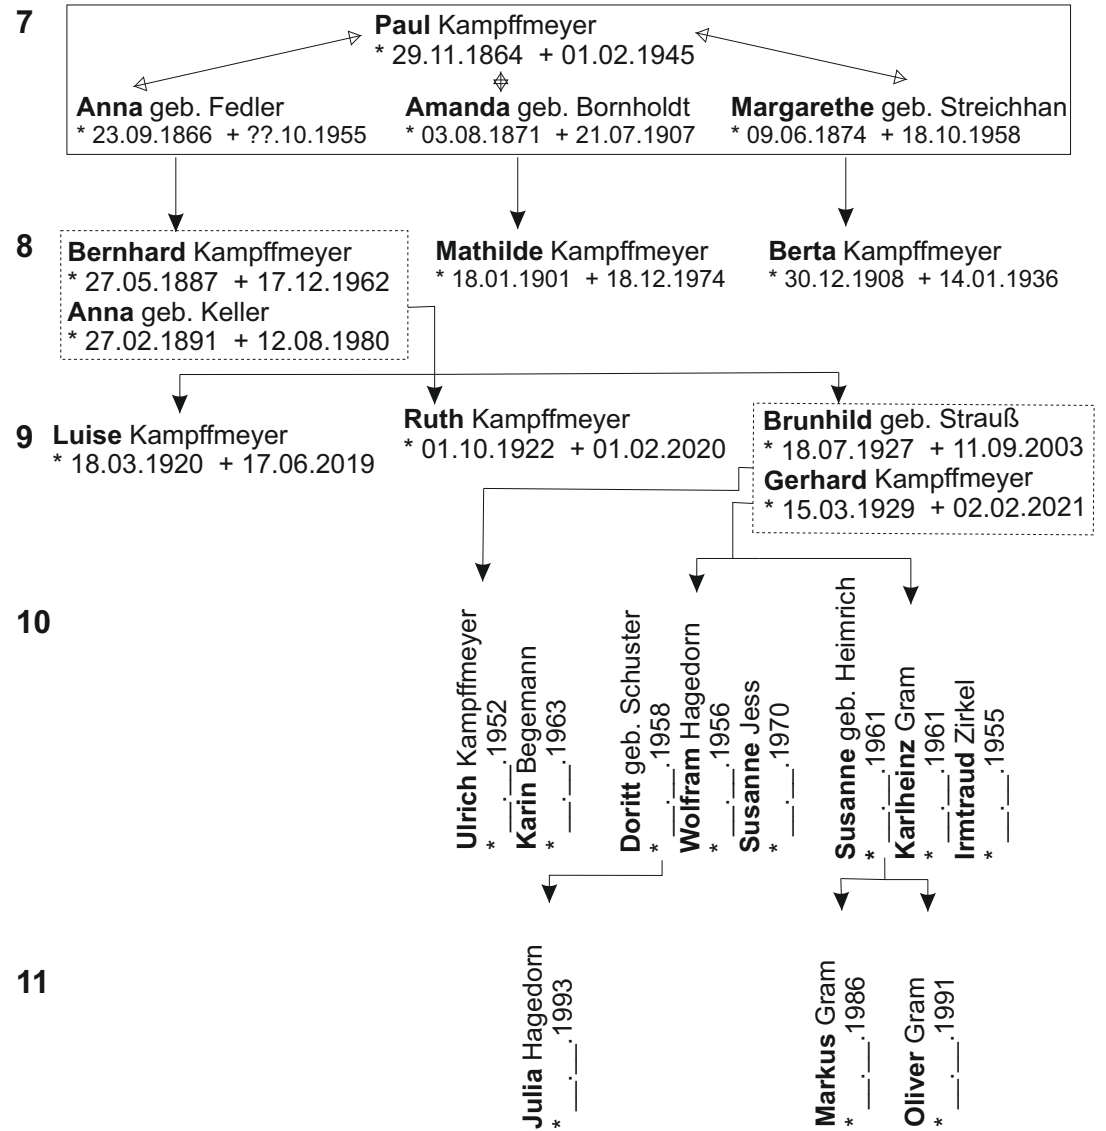 7
Paul Kampffmeyer
* 29.11.1864 + 01.02.1945
Anna geb. Fedler
* 23.09.1866 + ??.10.1955
Amanda geb. Bornholdt
* 03.08.1871 + 21.07.1907
Margarethe geb. Streichhan
* 09.06.1874 + 18.10.1958
8
Bernhard Kampffmeyer
* 27.05.1887 + 17.12.1962
Anna geb. Keller
* 27.02.1891 + 12.08.1980
Mathilde Kampffmeyer
* 18.01.1901 + 18.12.1974
Berta Kampffmeyer
* 30.12.1908 + 14.01.1936
9
Luise Kampffmeyer
* 18.03.1920 + 17.06.2019
Ruth Kampffmeyer
* 01.10.1922 + 01.02.2020
Brunhild geb. Strauß
* 18.07.1927 + 11.09.2003
Gerhard Kampffmeyer
* 15.03.1929 + 02.02.2021
10
Ulrich Kampffmeyer
* __.__.1952
Karin Begemann
* __.__.1963
Doritt geb. Schuster
* __.__.1958
Wolfram Hagedorn
* __.__.1956
Susanne Jess
* __.__.1970
Susanne geb. Heimrich
* __.__.1961
Karlheinz Gram
* __.__.1961
Irmtraud Zirkel
* __.__.1955
11
Julia Hagedorn
* __.__.1993
Markus Gram
* __.__.1986
Oliver Gram
* __.__.1991